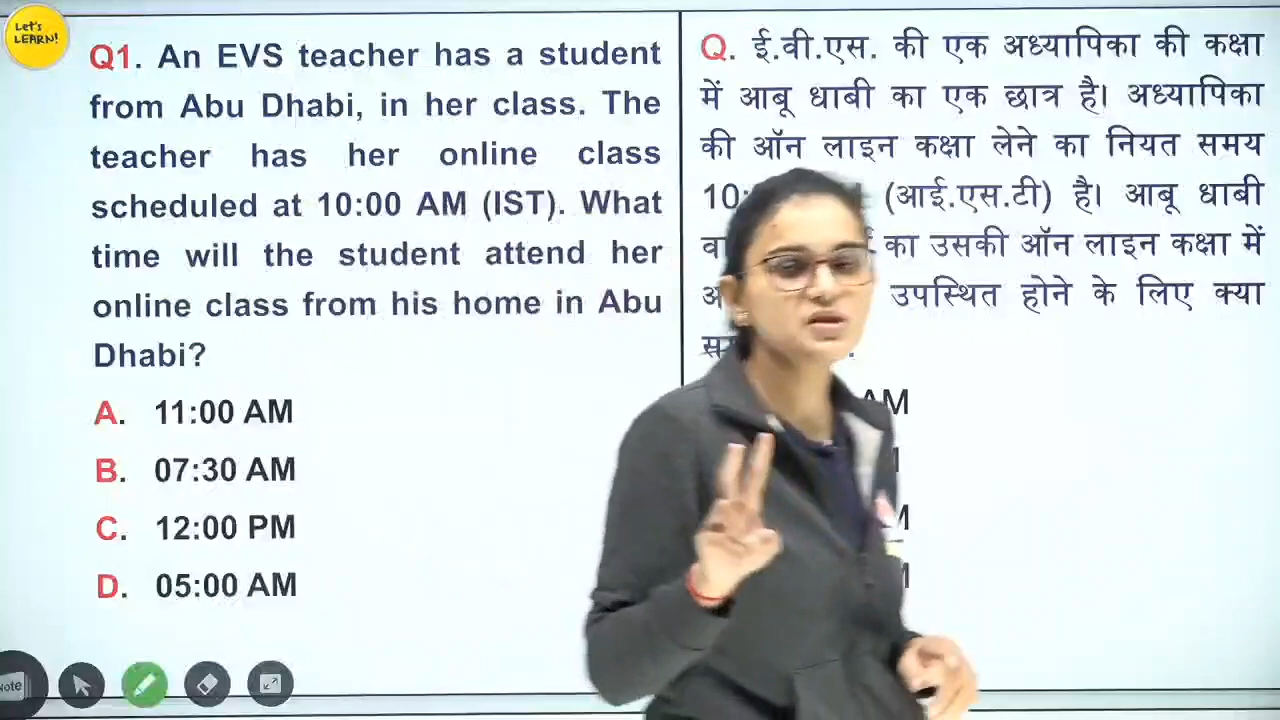 Let's
LEARN!
Q1. An EVS teacher has a student
from Abu Dhabi, in her class. The
teacher has her online class
scheduled at 10:00 AM (IST). What
time will the student attend her
online class from his home in Abu
Dhabi?
A. 11:00 AM
B. 07:30 AM
C. 12:00 PM
D. 05:00 AM
Q. ई.वी.एस. की एक अध्यापिका की कक्षा
में आबू धाबी का एक छात्र है। अध्यापिका
की ऑन लाइन कक्षा लेने का नियत समय
(आई.एस.टी) है। आबू धाबी
का उसकी ऑन लाइन कक्षा में
उपस्थित होने के लिए क्या
AM
Note